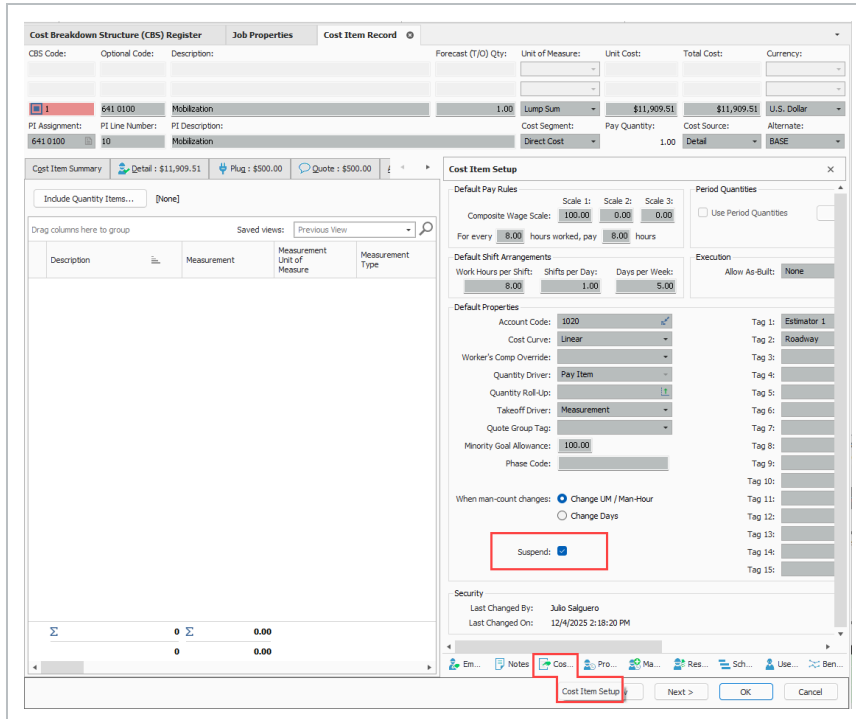 Cost Breakdown Structure (CBS) Register Job Properties Cost Item Record
CBS Code: Optional Code: Description: Forecast (T/O) Qty: Unit of Measure: Unit Cost: Total Cost: Currency:
1 641 0100 Mobilization 1.00 Lump Sum $11,909.51 $11,909.51 U.S. Dollar
PI Assignment: PI Line Number: PI Description: Cost Segment: Pay Quantity: Cost Source: Alternate:
641 0100 10 Mobilization Direct Cost 1.00 Detail BASE
Cost Item Summary Detail : $11,909.51 Plug : $500.00 Quote : $500.00
Include Quantity Items... [None]
Drag columns here to group Saved views: Previous View
Description Measurement Measurement Unit of Measure Measurement Type
Σ 0 Σ 0.00
0 0.00
Cost Item Setup
Default Pay Rules Period Quantities
Scale 1: Scale 2: Scale 3:
Composite Wage Scale: 100.00 0.00 0.00 Use Period Quantities
For every 8.00 hours worked, pay 8.00 hours
Default Shift Arrangements Execution
Work Hours per Shift: Shifts per Day: Days per Week: Allow As-Built: None
8.00 1.00 5.00
Default Properties
Account Code: 1020 Tag 1: Estimator 1
Cost Curve: Linear Tag 2: Roadway
Worker's Comp Override: Tag 3:
Quantity Driver: Pay Item Tag 4:
Quantity Roll-Up: Tag 5:
Takeoff Driver: Measurement Tag 6:
Quote Group Tag: Tag 7:
Minority Goal Allowance: 100.00 Tag 8:
Phase Code: Tag 9:
Tag 10:
When man-count changes: Change UM / Man-Hour Tag 11:
Change Days Tag 12:
Tag 13:
Suspend: Tag 14:
Tag 15:
Security
Last Changed By: Julio Salguero
Last Changed On: 12/4/2025 2:18:20 PM
Em... Notes Cos... Pro... Ma... Res... Sch... Use... Ben...
Cost Item Setup Next > OK Cancel